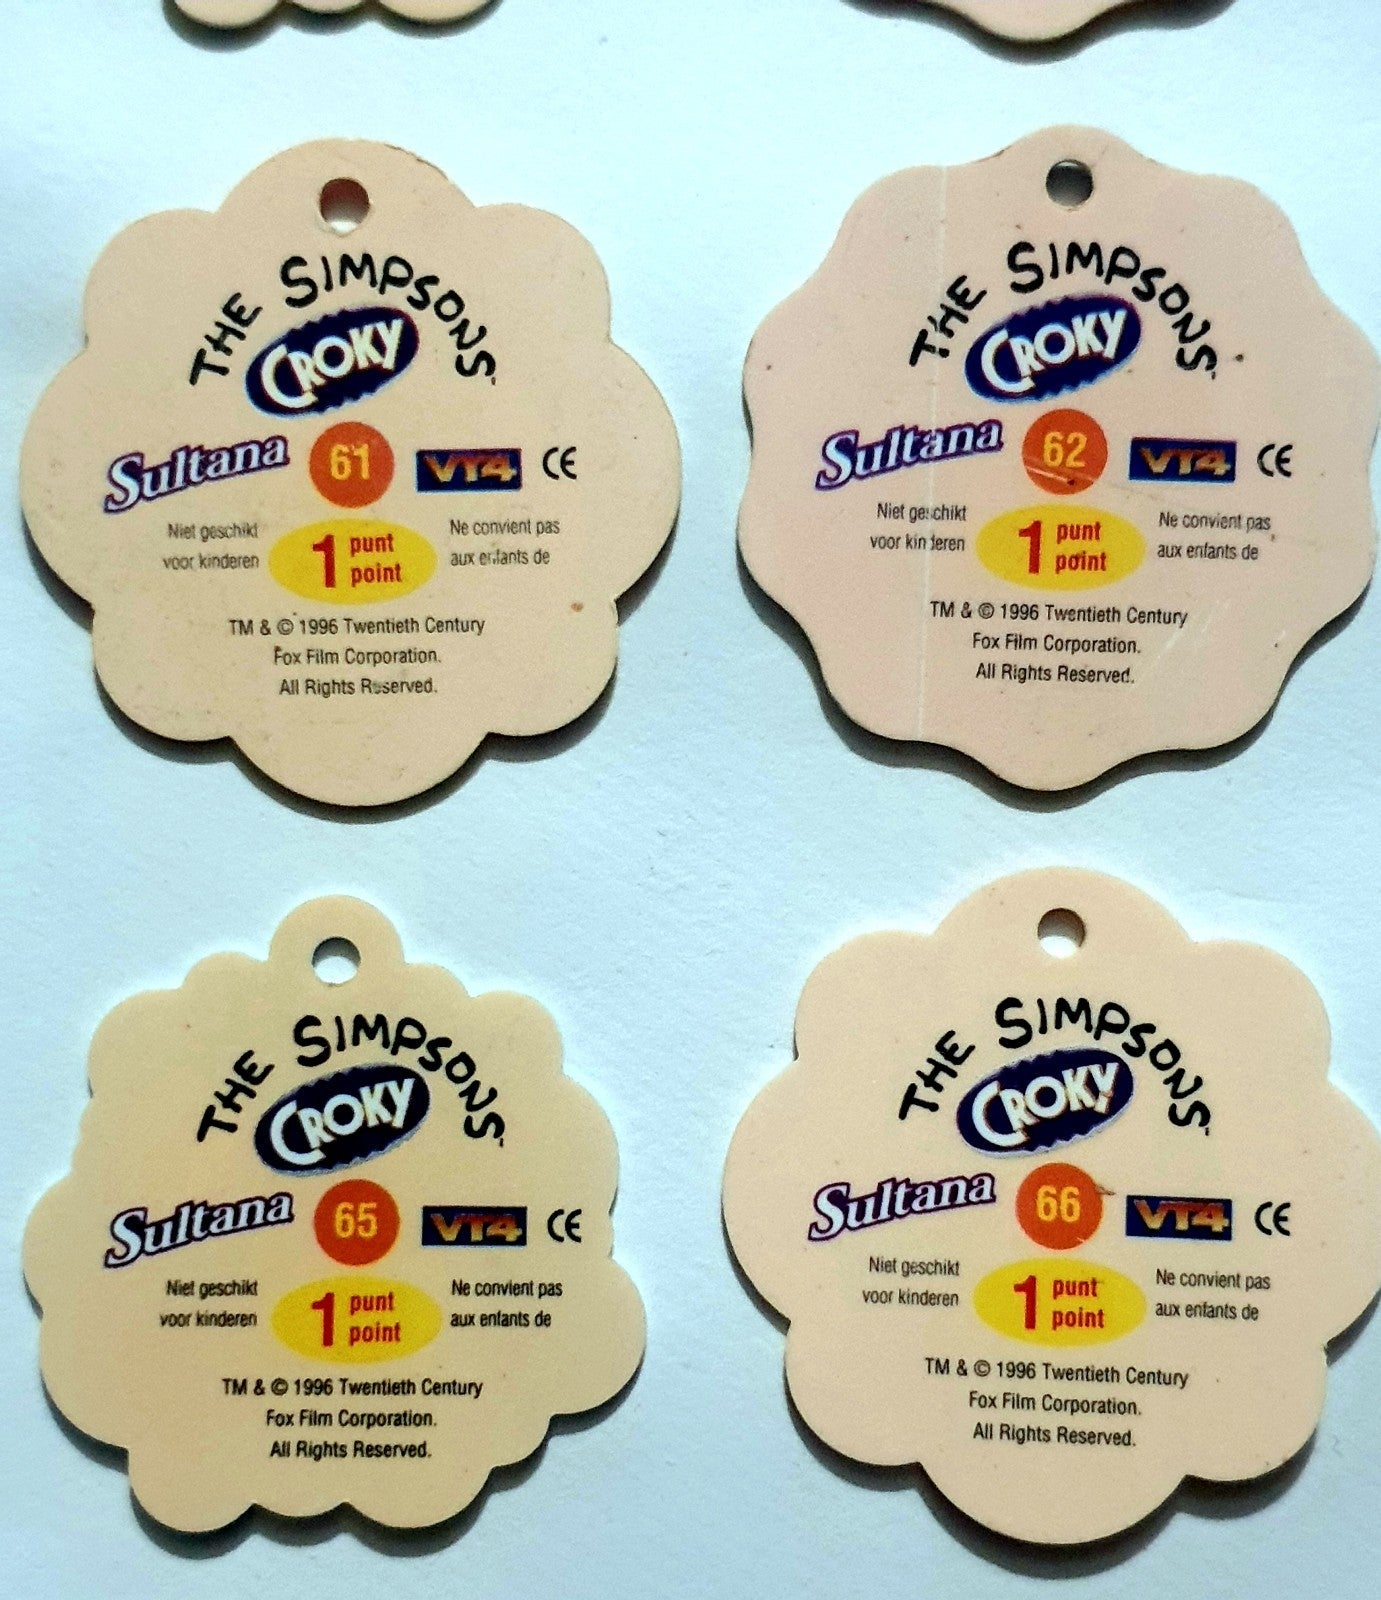 THE SIMPSONS
CROKY
Sultana 61 VT4 CE
Niet geschikt
voor kinderen
1 punt
point
Ne convient pas
aux enfants de
TM & © 1996 Twentieth Century
Fox Film Corporation.
All Rights Reserved.
THE SIMPSONS
CROKY
Sultana 62 VT4 CE
Niet geschikt
voor kinderen
1 punt
point
Ne convient pas
aux enfants de
TM & © 1996 Twentieth Century
Fox Film Corporation.
All Rights Reserved.
THE SIMPSONS
CROKY
Sultana 65 VT4 CE
Niet geschikt
voor kinderen
1 punt
point
Ne convient pas
aux enfants de
TM & © 1996 Twentieth Century
Fox Film Corporation.
All Rights Reserved.
THE SIMPSONS
CROKY
Sultana 66 VT4 CE
Niet geschikt
voor kinderen
1 punt
point
Ne convient pas
aux enfants de
TM & © 1996 Twentieth Century
Fox Film Corporation.
All Rights Reserved.